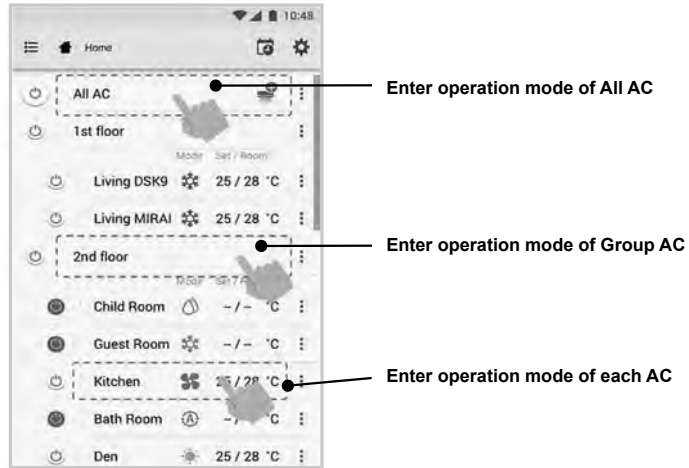 10:48
Home
All AC
Enter operation mode of All AC
1st floor
Mode Set / Room
Living DSK9 25 / 28 °C
Living MIRAI 25 / 28 °C
2nd floor
Enter operation mode of Group AC
Mode Set /
Child Room – / – °C
Guest Room – / – °C
Kitchen 25 / 28 °C
Enter operation mode of each AC
Bath Room A – / °C
Den 25 / 28 °C